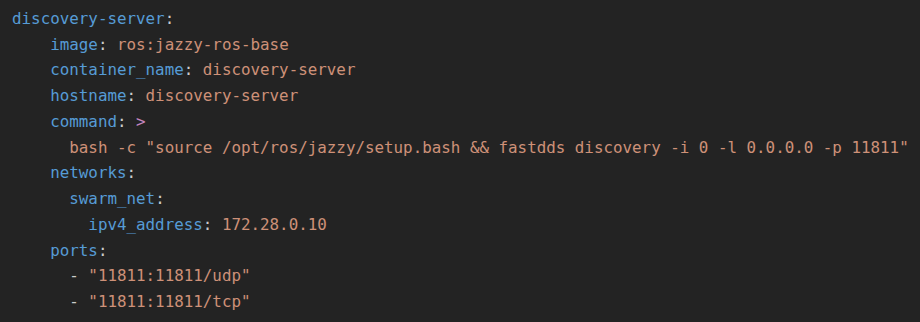 discovery-server:
    image: ros:jazzy-ros-base
    container_name: discovery-server
    hostname: discovery-server
    command: >
      bash -c "source /opt/ros/jazzy/setup.bash && fastdds discovery -i 0 -l 0.0.0.0 -p 11811"
    networks:
      swarm_net:
        ipv4_address: 172.28.0.10
    ports:
      - "11811:11811/udp"
      - "11811:11811/tcp"